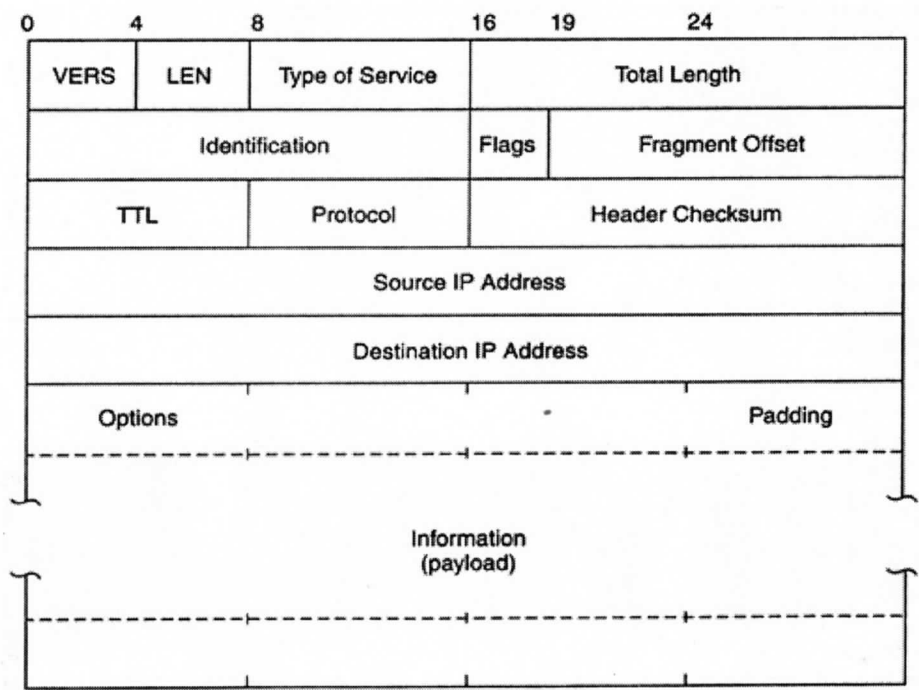 0 4 8 16 19 24
VERS LEN Type of Service Total Length
Identification Flags Fragment Offset
TTL Protocol Header Checksum
Source IP Address
Destination IP Address
Options Padding
Information
(payload)